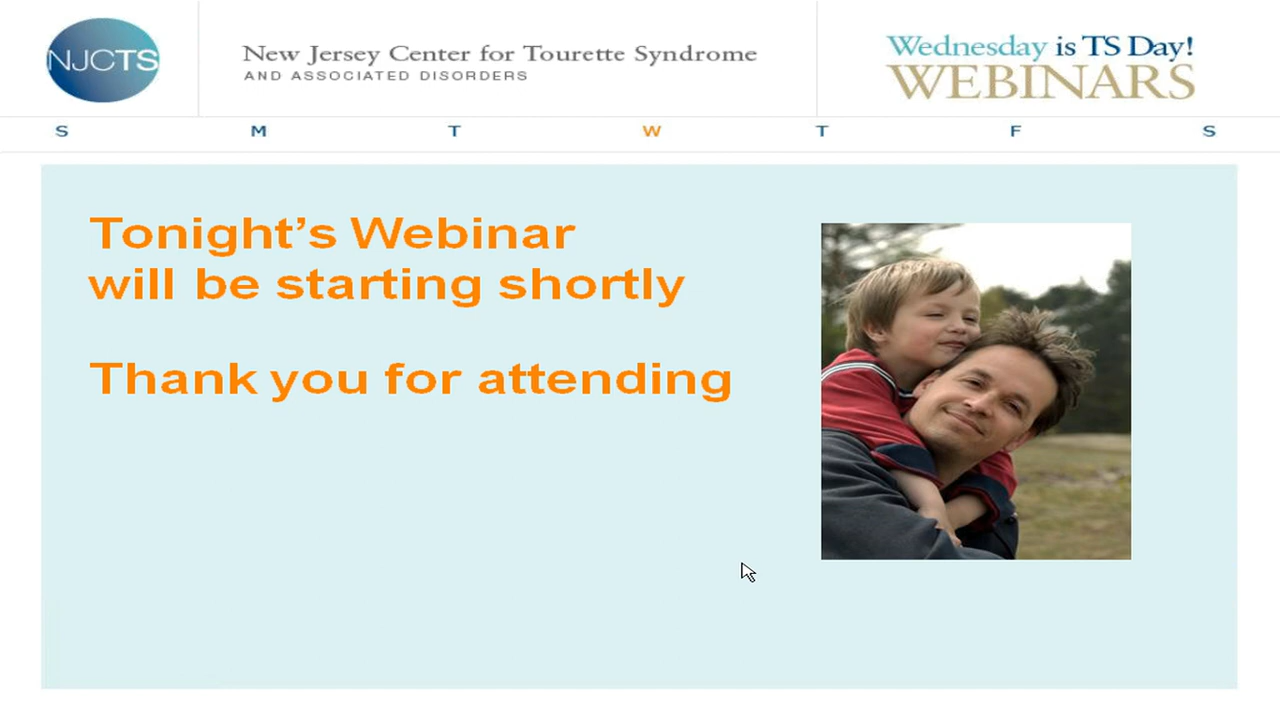 NJCTS
New Jersey Center for Tourette Syndrome
AND ASSOCIATED DISORDERS
Wednesday is TS Day!
WEBINARS
S M T W T F S
Tonight’s Webinar
will be starting shortly
Thank you for attending